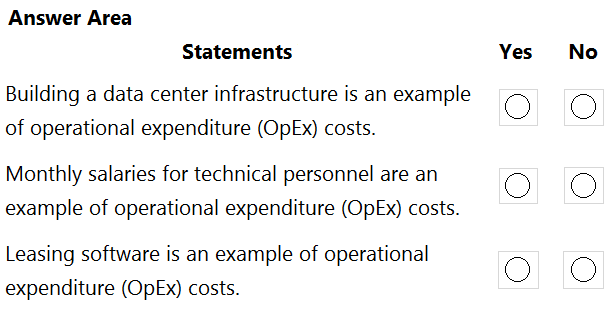 Answer Area
Statements Yes No
Building a data center infrastructure is an example
of operational expenditure (OpEx) costs.
Monthly salaries for technical personnel are an
example of operational expenditure (OpEx) costs.
Leasing software is an example of operational
expenditure (OpEx) costs.